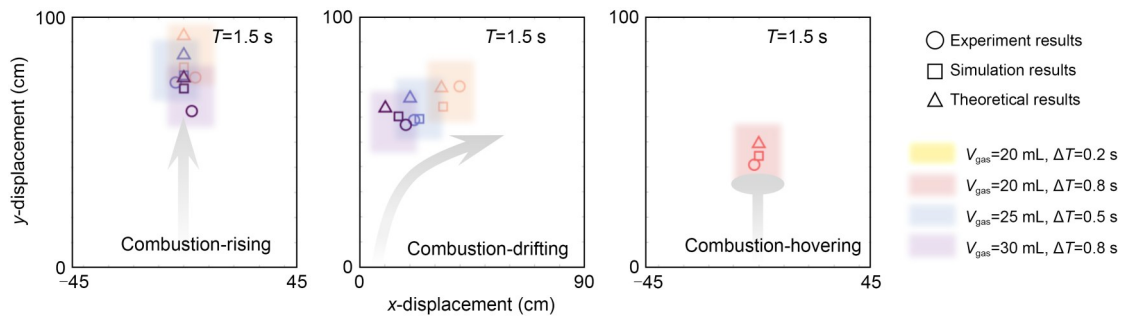 100
T=1.5 s
y-displacement (cm)
Combustion-rising
0
−45
45
100
T=1.5 s
Combustion-drifting
0
0
90
x-displacement (cm)
100
T=1.5 s
Combustion-hovering
0
−45
45
Experiment results
Simulation results
Theoretical results
Vgas=20 mL, ΔT=0.2 s
Vgas=20 mL, ΔT=0.8 s
Vgas=25 mL, ΔT=0.5 s
Vgas=30 mL, ΔT=0.8 s